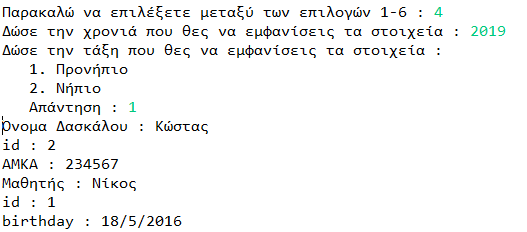 Παρακαλώ να επιλέξετε μεταξύ των επιλογών 1-6 : 4
Δώσε την χρονιά που θες να εμφανίσεις τα στοιχεία : 2019
Δώσε την τάξη που θες να εμφανίσεις τα στοιχεία :
1. Προνήπιο
2. Νήπιο
Απάντηση : 1
Όνομα Δασκάλου : Κώστας
id : 2
ΑΜΚΑ : 234567
Μαθητής : Νίκος
id : 1
birthday : 18/5/2016